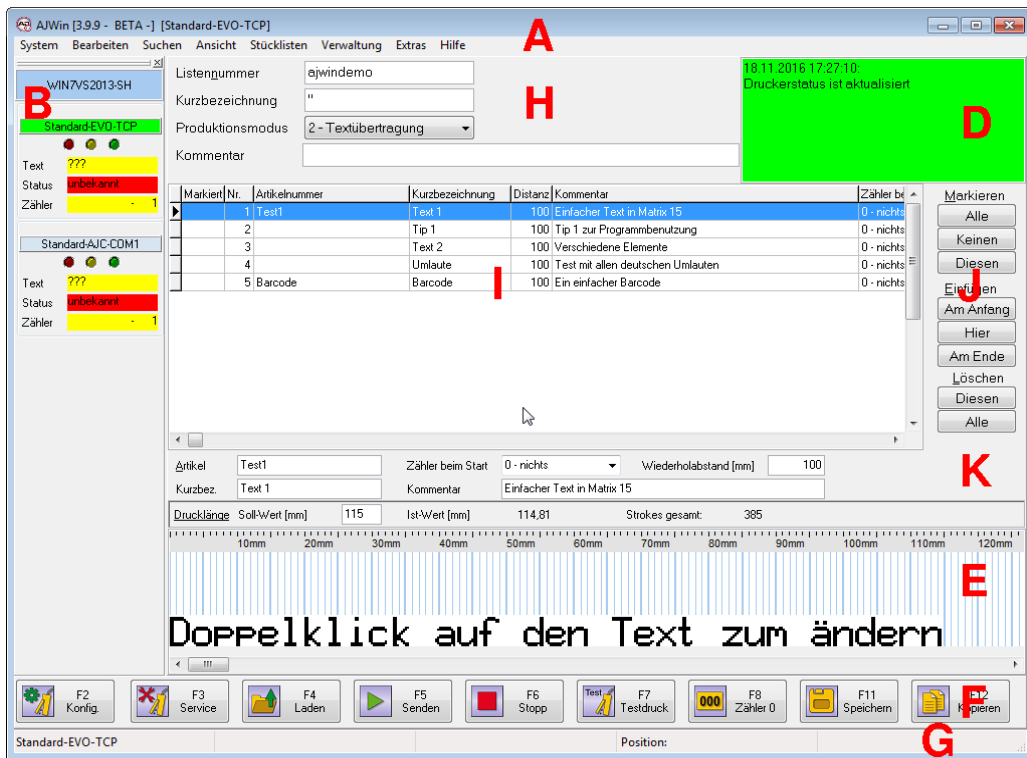 AJWin [3.9.9 - BETA -] [Standard-EVO-TCP]
System Bearbeiten Suchen Ansicht Stücklisten Verwaltung Extras Hilfe
A
WIN7VS2013-SH
B
Standard-EVO-TCP
Text ???
Status unbekannt
Zähler - 1
Standard-AJC-COM1
Text ???
Status unbekannt
Zähler - 1
Listennummer ajwindemo
Kurzbezeichnung "
Produktionsmodus 2 - Textübertragung
Kommentar
H
18.11.2016 17:27:10:
Druckerstatus ist aktualisiert
D
Markiert Nr. Artikelnummer Kurzbezeichnung Distanz Kommentar Zähler be
1 Test1 Text 1 100 Einfacher Text in Matrix 15 0 - nichts
2 Tip 1 100 Tip 1 zur Programmbenutzung 0 - nichts
3 Text 2 100 Verschiedene Elemente 0 - nichts
4 Umlaute 100 Test mit allen deutschen Umlauten 0 - nichts
5 Barcode Barcode 100 Ein einfacher Barcode 0 - nichts
I
Markieren
Alle
Keinen
Diesen
Einfügen
J
Am Anfang
Hier
Am Ende
Löschen
Diesen
Alle
Artikel Test1 Zähler beim Start 0 - nichts Wiederholabstand [mm] 100
Kurzbez. Text 1 Kommentar Einfacher Text in Matrix 15
K
Drucklänge Soll-Wert [mm] 115 Ist-Wert [mm] 114,81 Strokes gesamt: 385
10mm 20mm 30mm 40mm 50mm 60mm 70mm 80mm 90mm 100mm 110mm 120mm
E
Doppelklick auf den Text zum ändern
F2 Konfig.
F3 Service
F4 Laden
F5 Senden
F6 Stopp
Test F7 Testdruck
000 F8 Zähler 0
F11 Speichern
F12 Kopieren
F
Standard-EVO-TCP Position:
G